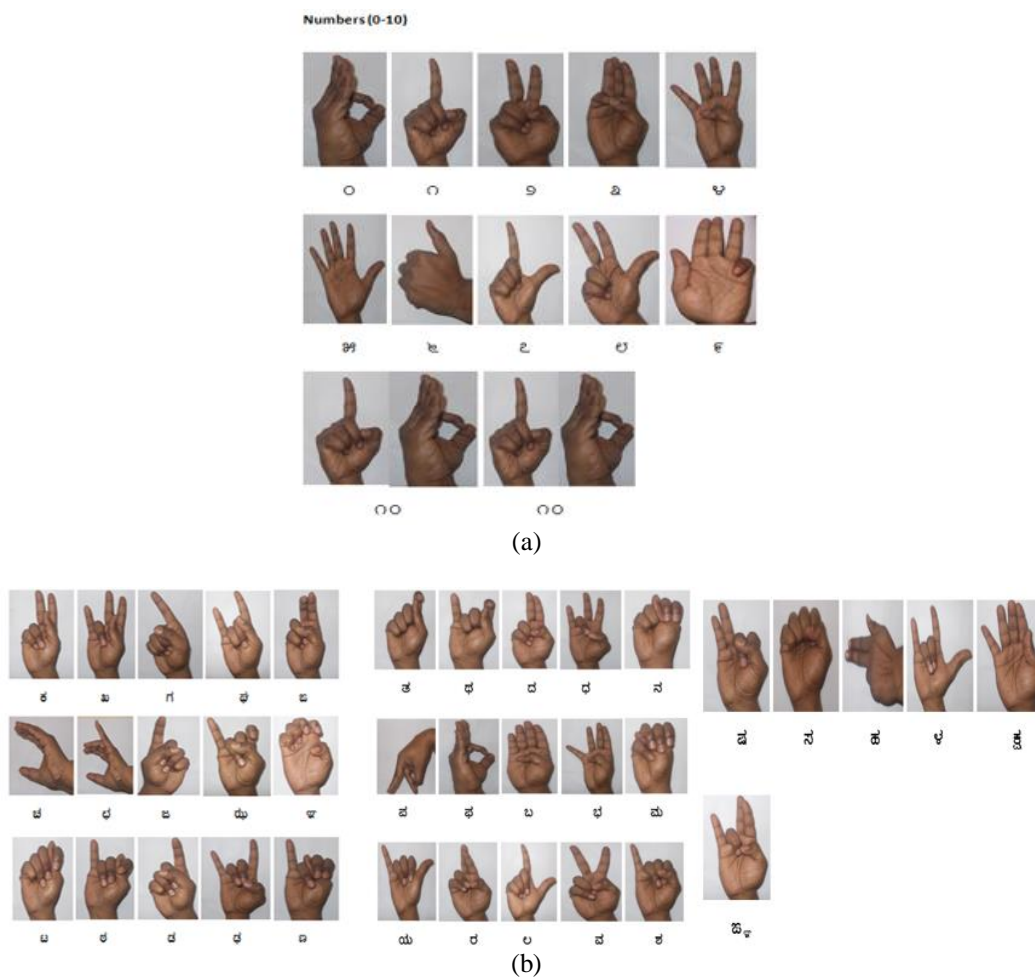 Numbers (0-10)
೦ ೧ ೨ ೩ ೪
೫ ೬ ೭ ೮ ೯
೧೦ ೧೦
(a)
ಕ ಖ ಗ ಘ ಙ
ಚ ಛ ಜ ಝ ಞ
ಟ ಠ ಡ ಢ ಣ
ತ ಥ ದ ಧ ನ
ಪ ಫ ಬ ಭ ಮ
ಯ ರ ಲ ವ ಶ
ಷ ಸ ಹ ಳ
ಜ್ಞ
(b)